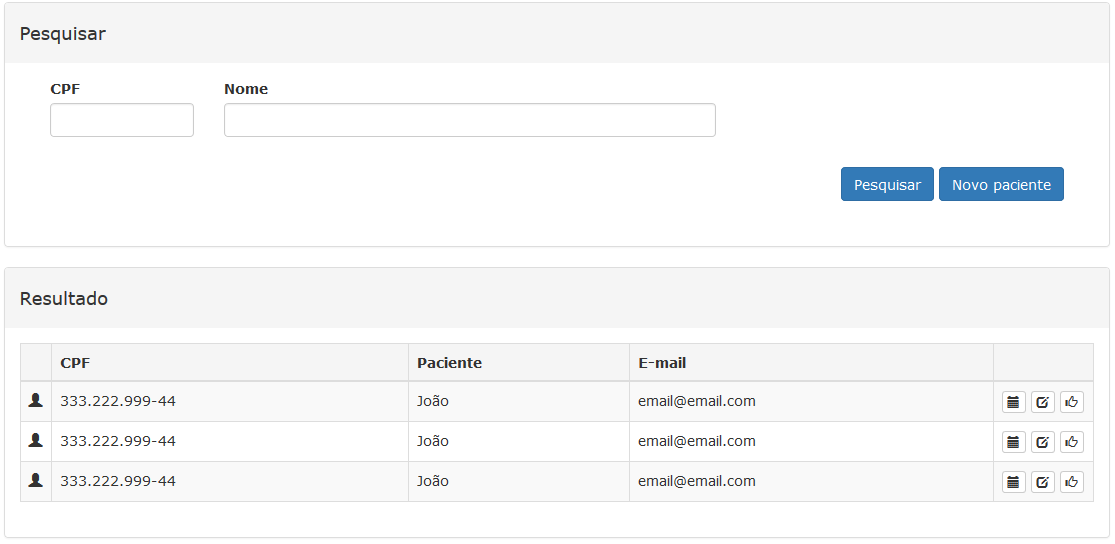 Pesquisar
CPF Nome
Pesquisar Novo paciente
Resultado
CPF Paciente E-mail
333.222.999-44 João email@email.com
333.222.999-44 João email@email.com
333.222.999-44 João email@email.com